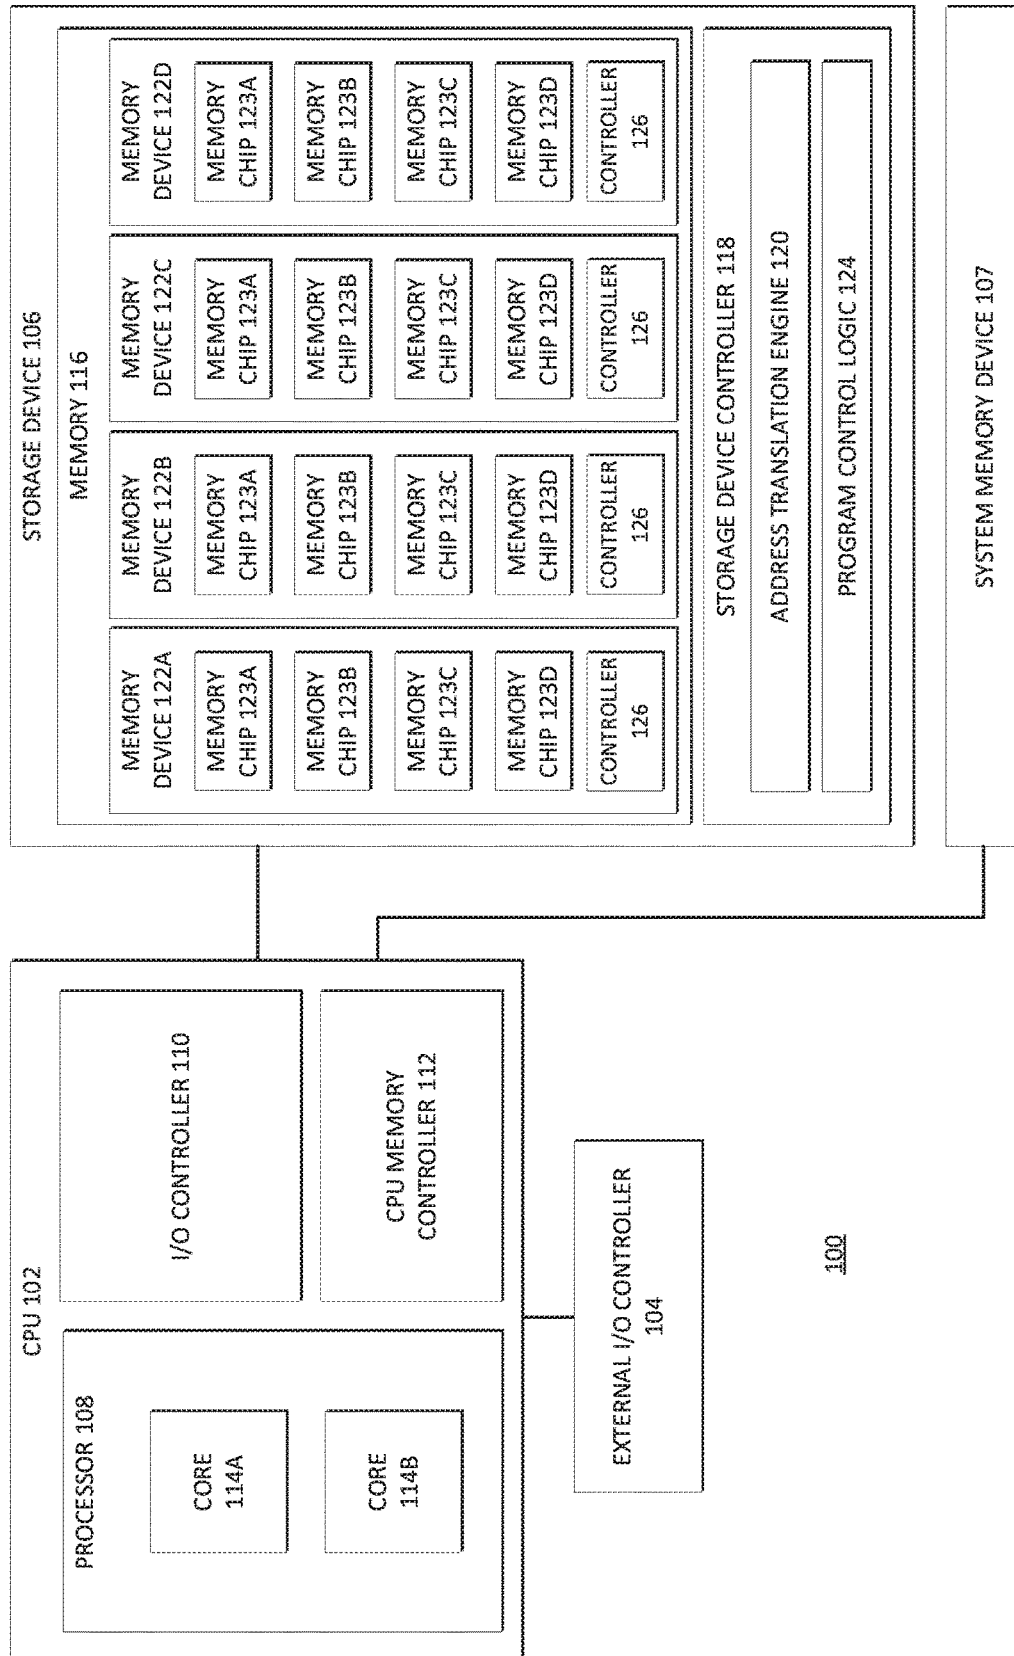 CPU 102
PROCESSOR 108
CORE
114A
CORE
114B
I/O CONTROLLER 110
CPU MEMORY
CONTROLLER 112
EXTERNAL I/O CONTROLLER
104
100
STORAGE DEVICE 106
MEMORY 116
MEMORY
DEVICE 122A
MEMORY
CHIP 123A
MEMORY
CHIP 123B
MEMORY
CHIP 123C
MEMORY
CHIP 123D
CONTROLLER
126
MEMORY
DEVICE 122B
MEMORY
CHIP 123A
MEMORY
CHIP 123B
MEMORY
CHIP 123C
MEMORY
CHIP 123D
CONTROLLER
126
MEMORY
DEVICE 122C
MEMORY
CHIP 123A
MEMORY
CHIP 123B
MEMORY
CHIP 123C
MEMORY
CHIP 123D
CONTROLLER
126
MEMORY
DEVICE 122D
MEMORY
CHIP 123A
MEMORY
CHIP 123B
MEMORY
CHIP 123C
MEMORY
CHIP 123D
CONTROLLER
126
STORAGE DEVICE CONTROLLER 118
ADDRESS TRANSLATION ENGINE 120
PROGRAM CONTROL LOGIC 124
SYSTEM MEMORY DEVICE 107